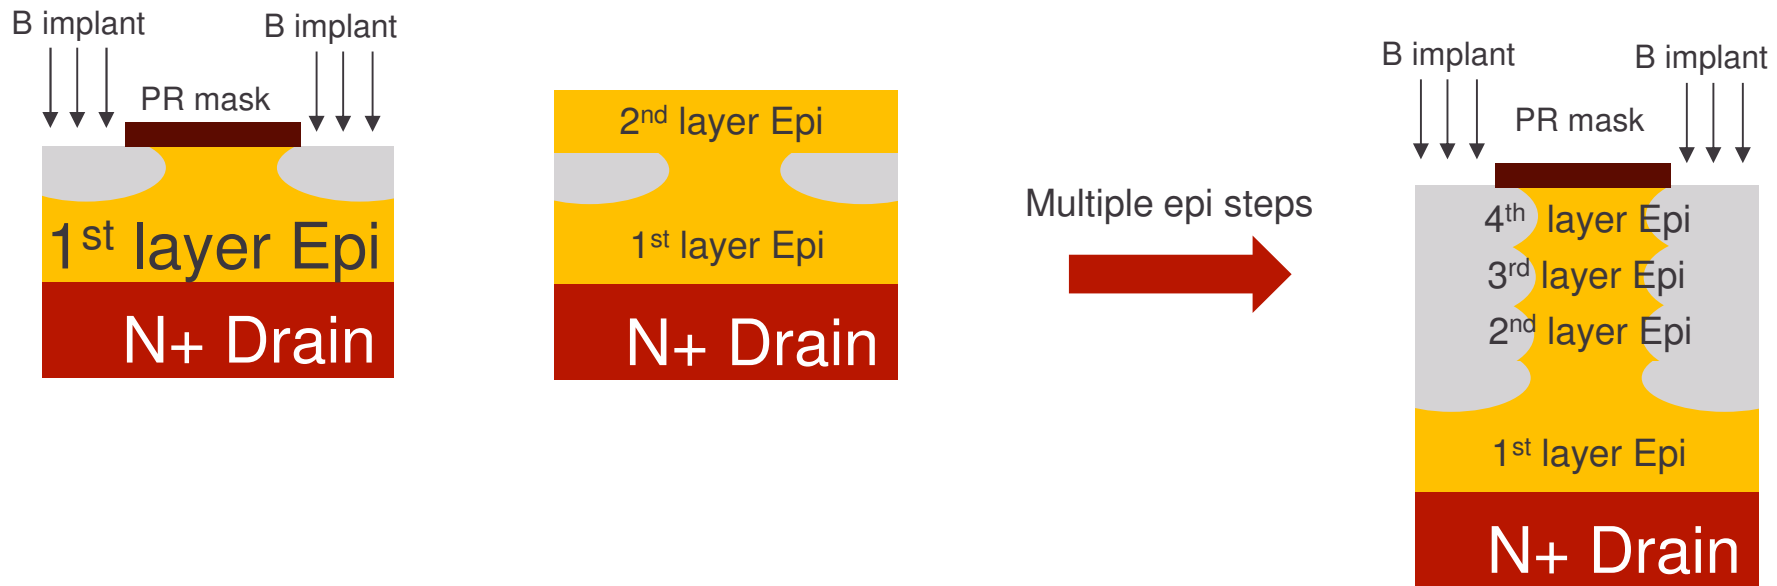 B implant
B implant
PR mask
1st layer Epi
N+ Drain
2nd layer Epi
1st layer Epi
N+ Drain
Multiple epi steps
B implant
B implant
PR mask
4th layer Epi
3rd layer Epi
2nd layer Epi
1st layer Epi
N+ Drain